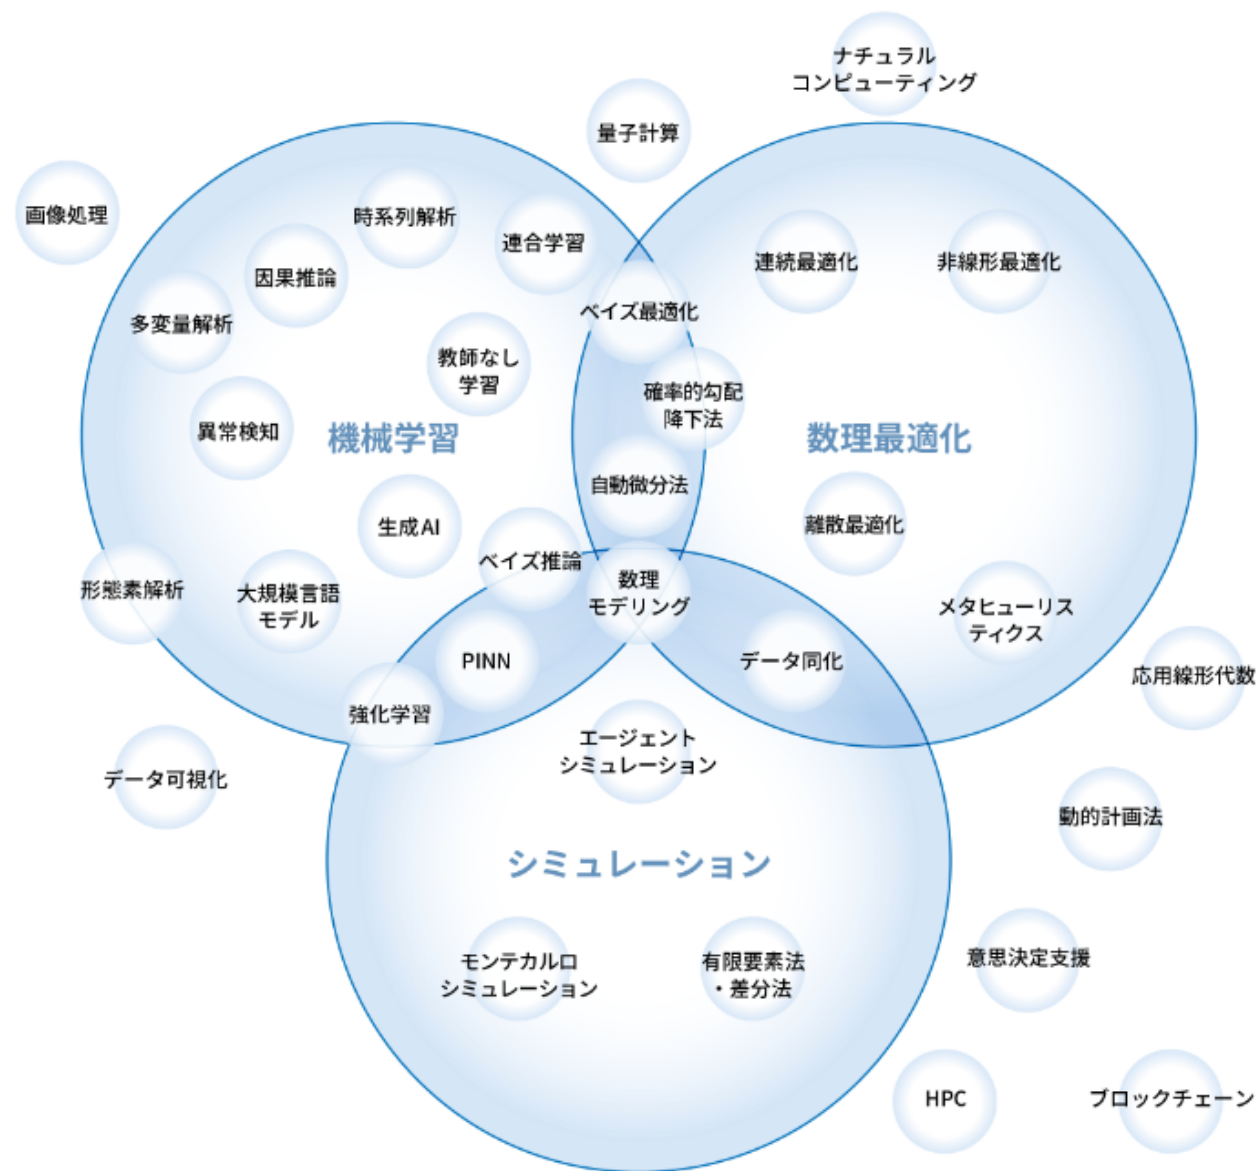 ナチュラル
コンピューティング
量子計算
画像処理
時系列解析
連合学習
因果推論
連続最適化
非線形最適化
多変量解析
ベイズ最適化
教師なし
学習
確率的勾配
降下法
異常検知
機械学習
数理最適化
自動微分法
生成AI
離散最適化
ベイズ推論
形態素解析
大規模言語
モデル
数理
モデリング
メタヒューリス
ティクス
PINN
データ同化
応用線形代数
強化学習
エージェント
シミュレーション
データ可視化
動的計画法
シミュレーション
モンテカルロ
シミュレーション
有限要素法
・差分法
意思決定支援
HPC
ブロックチェーン